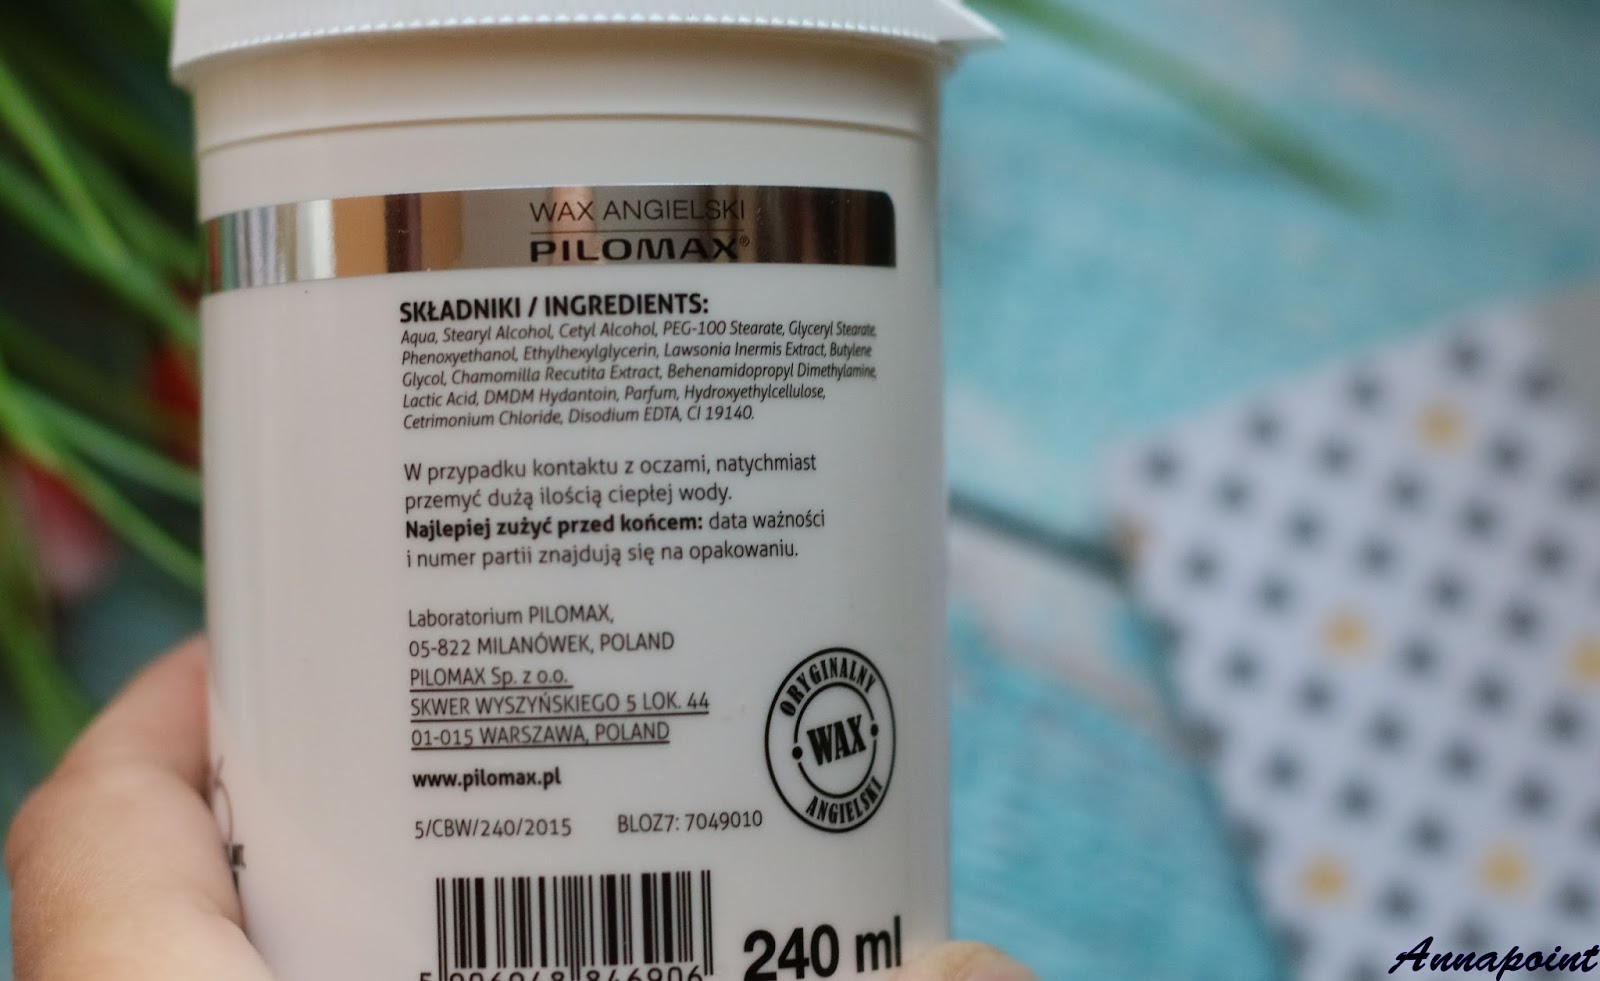 WAX ANGIELSKI
PILOMAX®
SKŁADNIKI / INGREDIENTS:
Aqua, Stearyl Alcohol, Cetyl Alcohol, PEG-100 Stearate, Glyceryl Stearate,
Phenoxyethanol, Ethylhexylglycerin, Lawsonia Inermis Extract, Butylene
Glycol, Chamomilla Recutita Extract, Behenamidopropyl Dimethylamine,
Lactic Acid, DMDM Hydantoin, Parfum, Hydroxyethylcellulose,
Cetrimonium Chloride, Disodium EDTA, CI 19140.
W przypadku kontaktu z oczami, natychmiast
przemyć dużą ilością ciepłej wody.
Najlepiej zużyć przed końcem: data ważności
i numer partii znajdują się na opakowaniu.
Laboratorium PILOMAX,
05-822 MILANÓWEK, POLAND
PILOMAX Sp. z o.o.
SKWER WYSZYŃSKIEGO 5 LOK. 44
01-015 WARSZAWA, POLAND
www.pilomax.pl
5/CBW/240/2015 BLOZ7: 7049010
ORYGINALNY
WAX
ANGIELSKI
5 906948 846906
240 ml
Annapoint